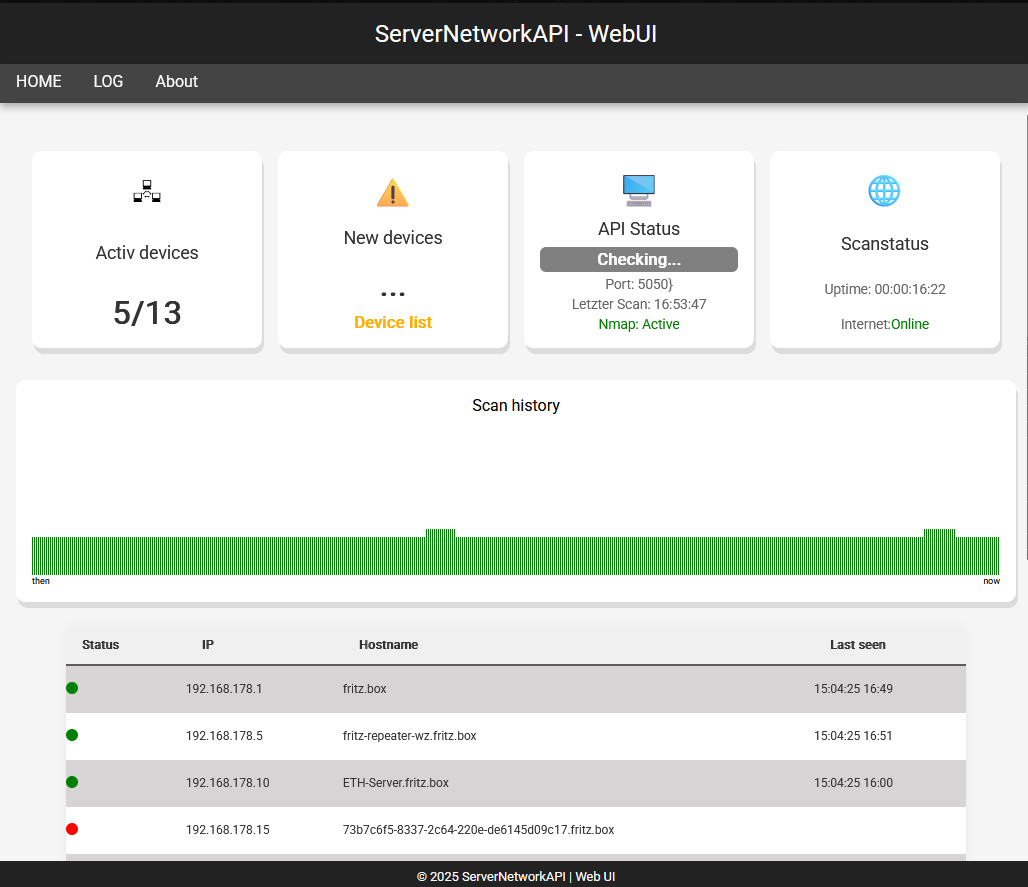 ServerNetworkAPI - WebUI
HOME LOG About
Activ devices
5/13
New devices
...
Device list
API Status
Checking...
Port: 5050}
Letzter Scan: 16:53:47
Nmap: Active
Scanstatus
Uptime: 00:00:16:22
Internet:Online
Scan history
then now
Status IP Hostname Last seen
192.168.178.1 fritz.box 15:04:25 16:49
192.168.178.5 fritz-repeater-wz.fritz.box 15:04:25 16:51
192.168.178.10 ETH-Server.fritz.box 15:04:25 16:00
192.168.178.15 73b7c6f5-8337-2c64-220e-de6145d09c17.fritz.box
© 2025 ServerNetworkAPI | Web UI